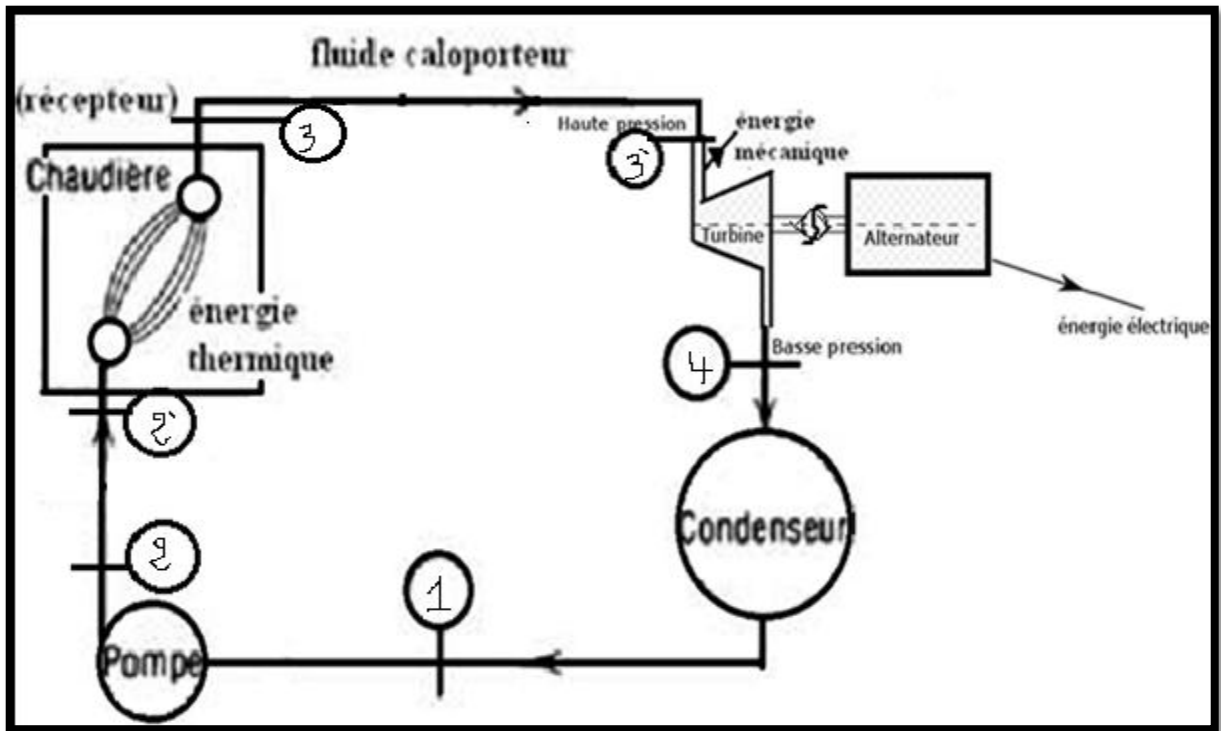 fluide caloporteur
(récepteur)
3
Haute pression
3'
énergie
mécanique
Chaudière
Turbine
Alternateur
énergie
thermique
énergie électrique
4
Basse pression
2'
Condenseur
2
1
Pompe